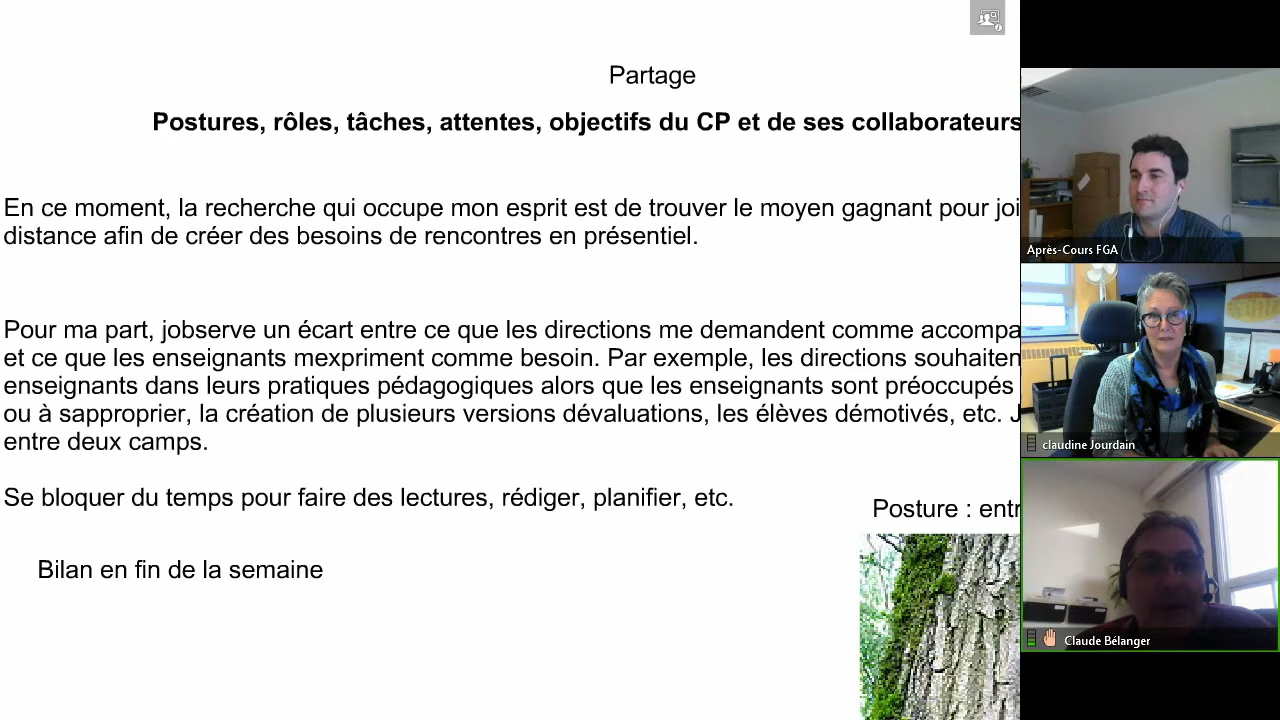 Partage
Postures, rôles, tâches, attentes, objectifs du CP et de ses collaborateurs
En ce moment, la recherche qui occupe mon esprit est de trouver le moyen gagnant pour joi
distance afin de créer des besoins de rencontres en présentiel.
Pour ma part, jobserve un écart entre ce que les directions me demandent comme accompa
et ce que les enseignants mexpriment comme besoin. Par exemple, les directions souhaiten
enseignants dans leurs pratiques pédagogiques alors que les enseignants sont préoccupés
ou à sapproprier, la création de plusieurs versions dévaluations, les élèves démotivés, etc. J
entre deux camps.
Se bloquer du temps pour faire des lectures, rédiger, planifier, etc.
Posture : entr
Bilan en fin de la semaine
Après-Cours FGA
claudine Jourdain
Claude Bélanger